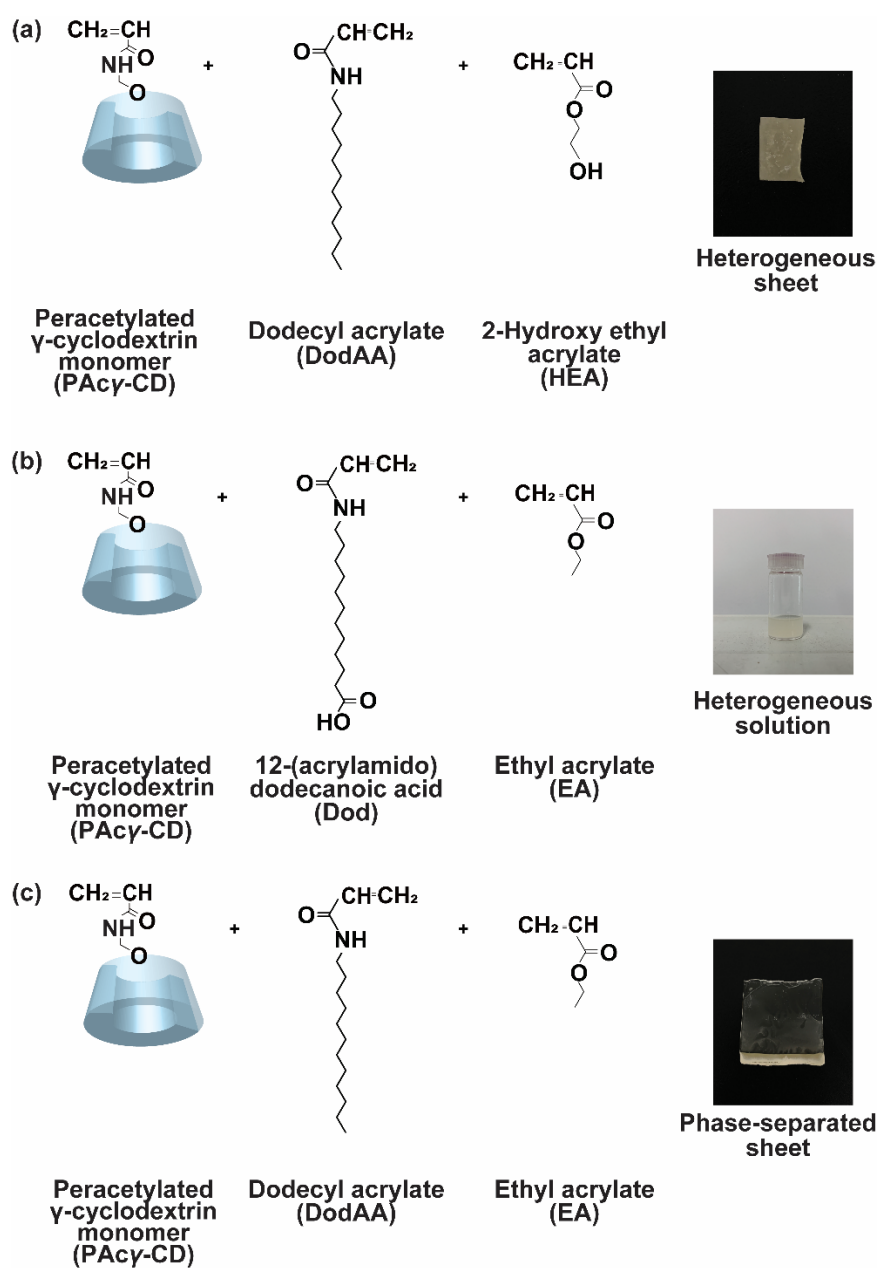 (a)
CH₂=CH
O
NH
O
+
CH=CH₂
O
NH
+
CH₂=CH
O
O
OH
Heterogeneous
sheet
Peracetylated
γ-cyclodextrin
monomer
(PAcγ-CD)
Dodecyl acrylate
(DodAA)
2-Hydroxy ethyl
acrylate
(HEA)
(b)
CH₂=CH
O
NH
O
+
CH-CH₂
O
NH
O
HO
+
CH₂=CH
O
O
Heterogeneous
solution
Peracetylated
γ-cyclodextrin
monomer
(PAcγ-CD)
12-(acrylamido)
dodecanoic acid
(Dod)
Ethyl acrylate
(EA)
(c)
CH₂=CH
O
NH
O
+
CH=CH₂
O
NH
+
CH₂-CH
O
O
Phase-separated
sheet
Peracetylated
γ-cyclodextrin
monomer
(PAcγ-CD)
Dodecyl acrylate
(DodAA)
Ethyl acrylate
(EA)